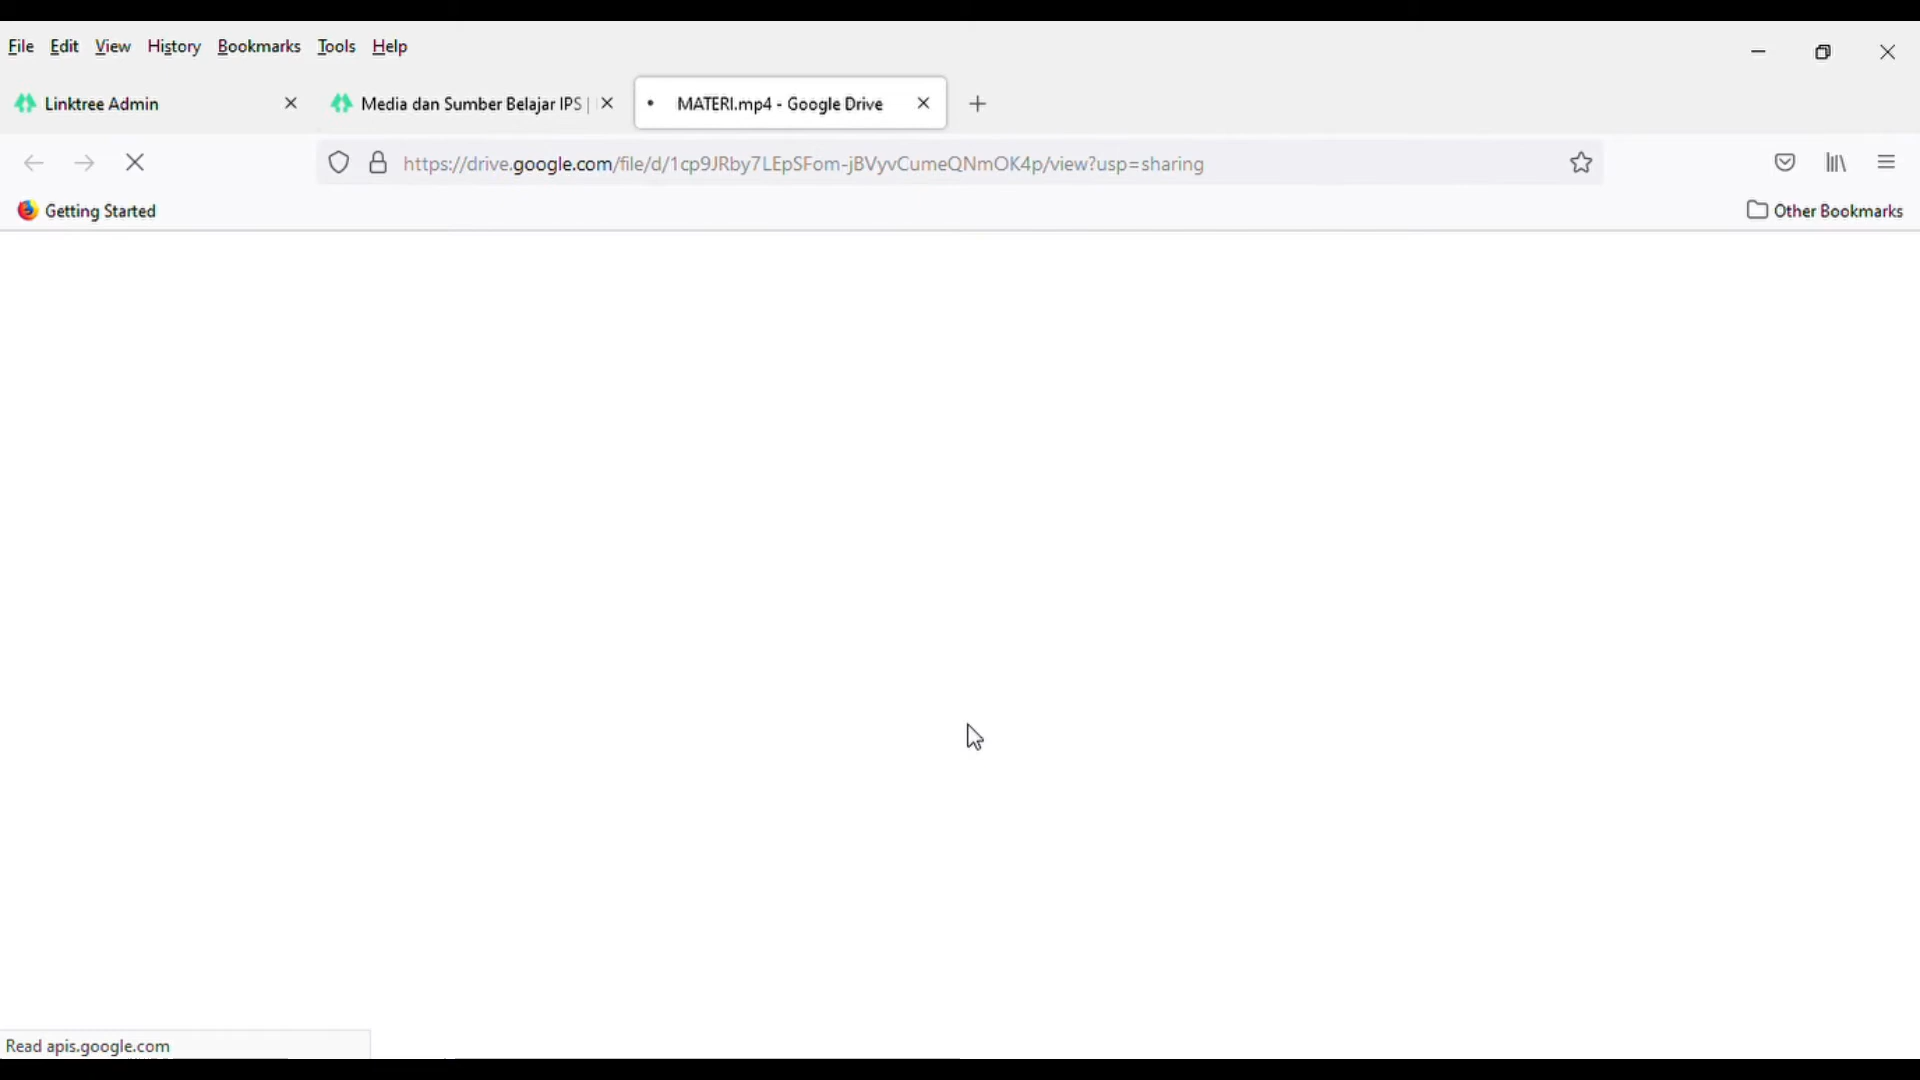 File Edit View History Bookmarks Tools Help
Linktree Admin
Media dan Sumber Belajar IPS |
MATERI.mp4 - Google Drive
https://drive.google.com/file/d/1cp9JRby7LEpSFom-jBVyvCumeQNmOK4p/view?usp=sharing
Getting Started
Other Bookmarks
Read apis.google.com